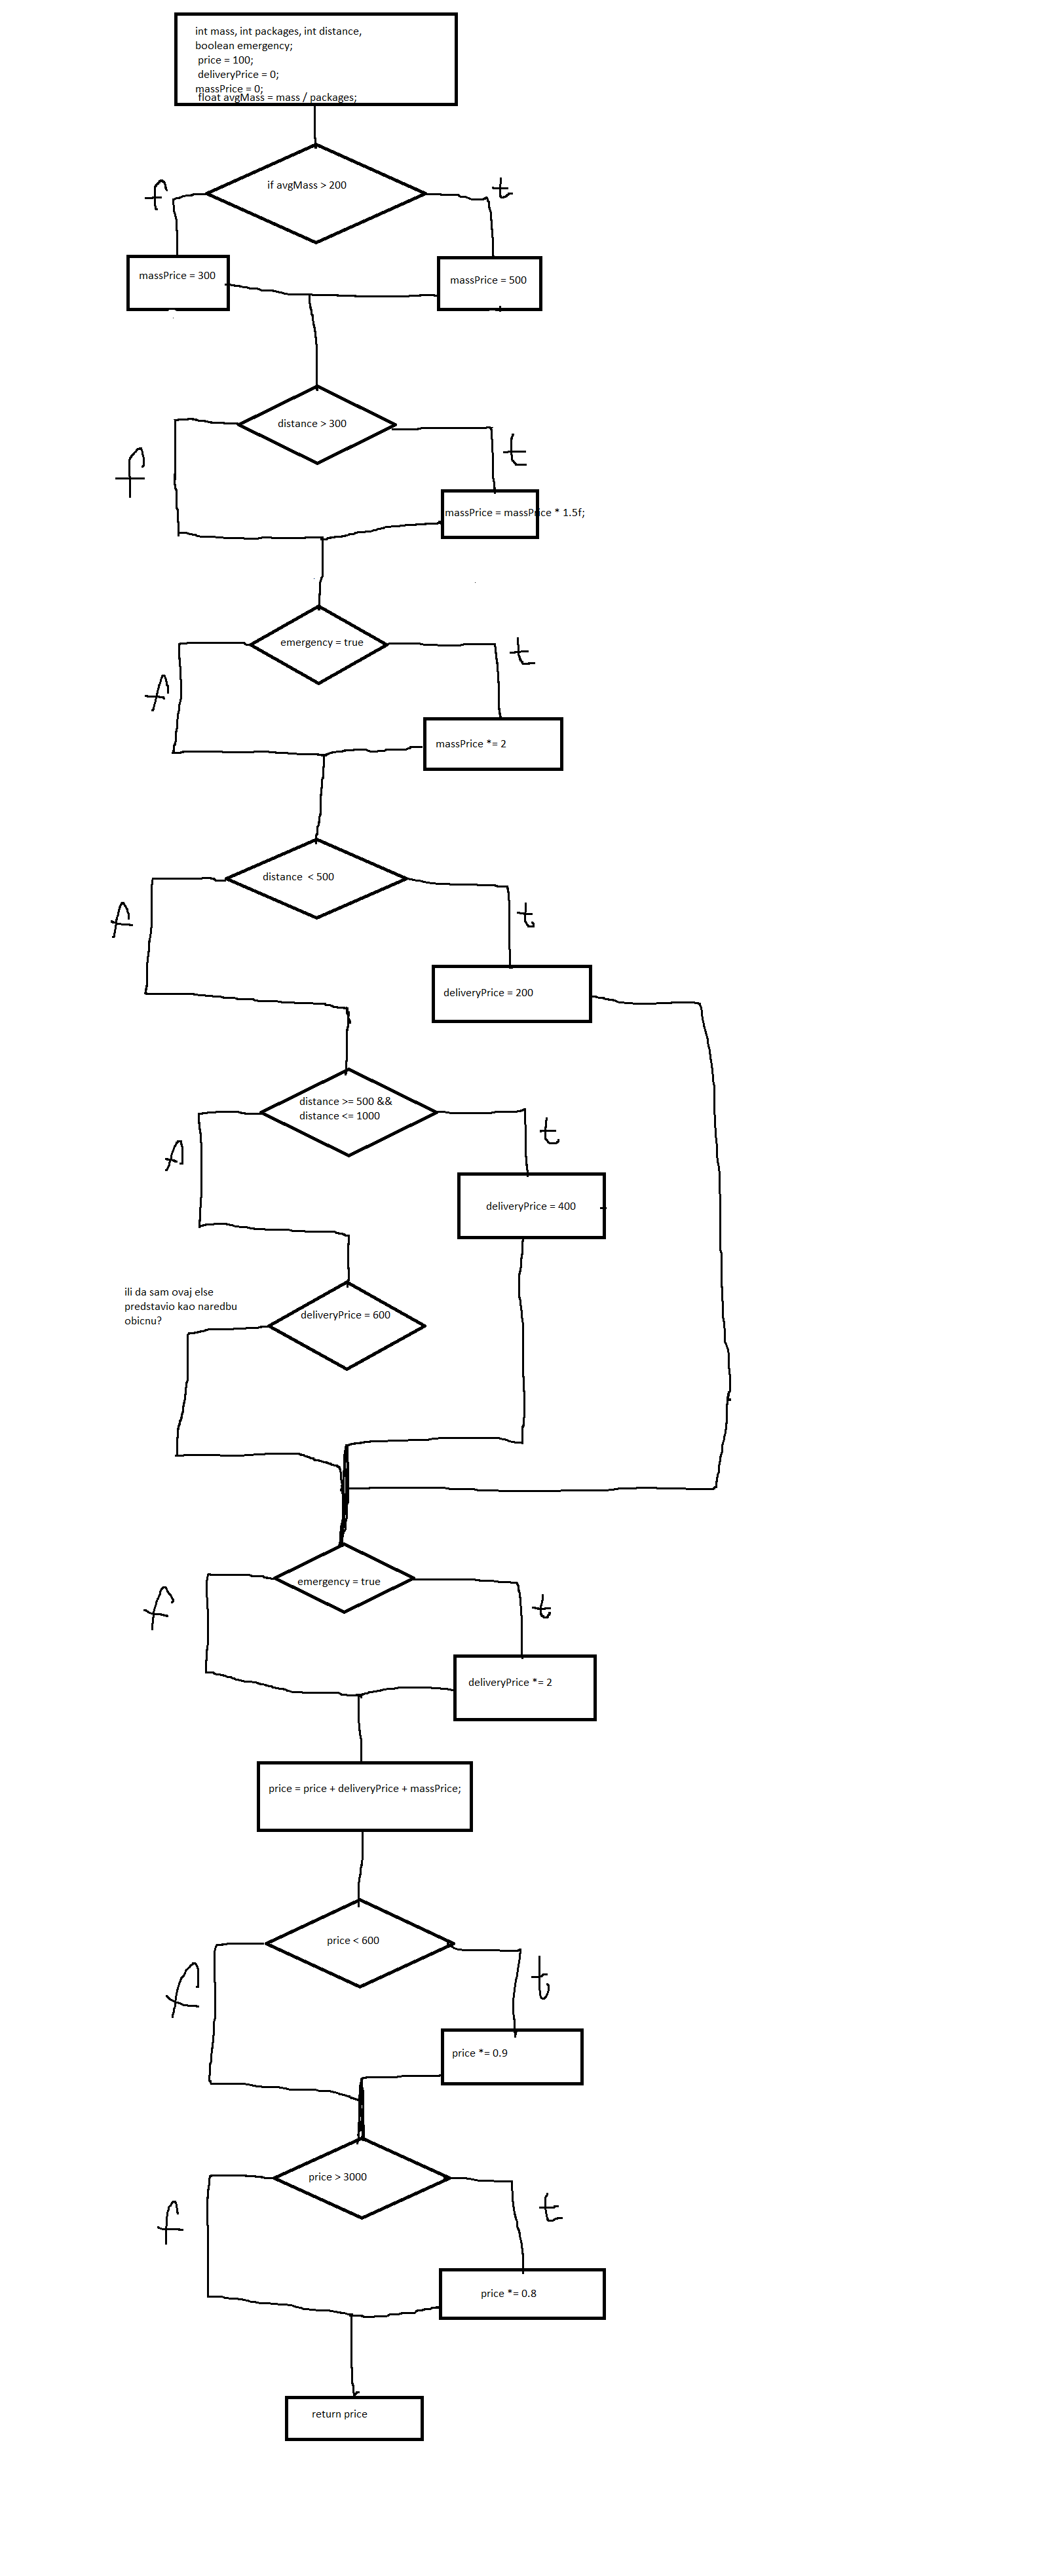 int mass, int packages, int distance,
boolean emergency;
price = 100;
deliveryPrice = 0;
massPrice = 0;
float avgMass = mass / packages;
if avgMass > 200
f
t
massPrice = 300
massPrice = 500
distance > 300
f
t
massPrice = massPrice * 1.5f;
emergency = true
f
t
massPrice *= 2
distance < 500
f
t
deliveryPrice = 200
distance >= 500 &&
distance <= 1000
f
t
deliveryPrice = 400
ili da sam ovaj else
predstavio kao naredbu
obicnu?
deliveryPrice = 600
emergency = true
f
t
deliveryPrice *= 2
price = price + deliveryPrice + massPrice;
price < 600
f
t
price *= 0.9
price > 3000
f
t
price *= 0.8
return price